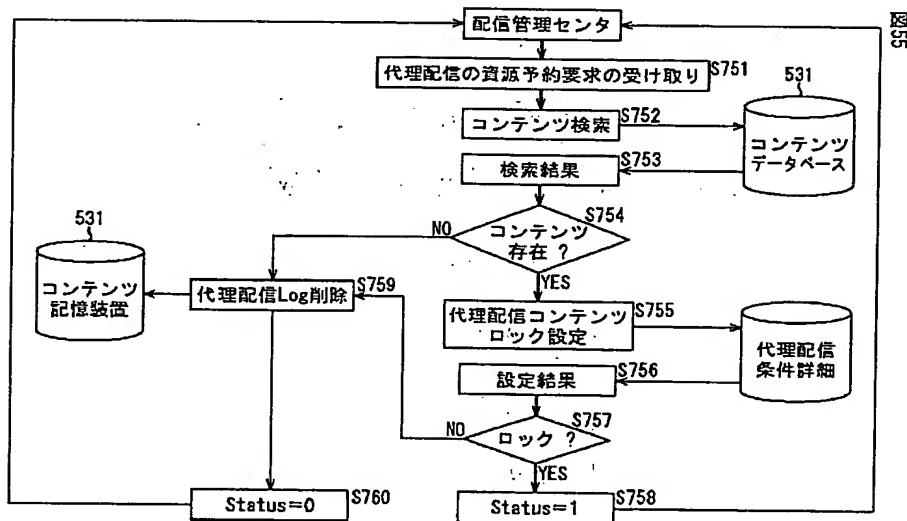 図55
配信管理センタ
代理配信の資源予約要求の受け取り
S751
コンテンツ検索
S752
531
コンテンツ
データベース
検索結果
S753
コンテンツ
存在？
S754
NO
YES
531
コンテンツ
記憶装置
代理配信Log削除
S759
代理配信コンテンツ
ロック設定
S755
代理配信
条件詳細
設定結果
S756
ロック？
S757
NO
YES
Status=0
S760
Status=1
S758